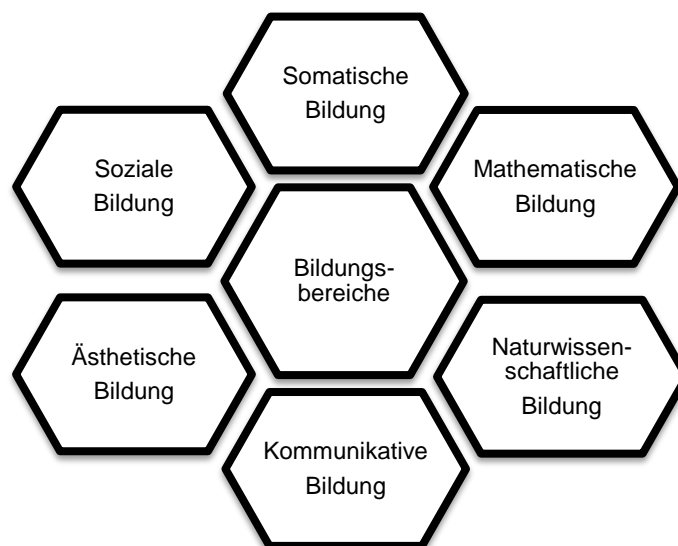 Somatische
Bildung
Soziale
Bildung
Mathematische
Bildung
Bildungs-
bereiche
Ästhetische
Bildung
Naturwissen-
schaftliche
Bildung
Kommunikative
Bildung